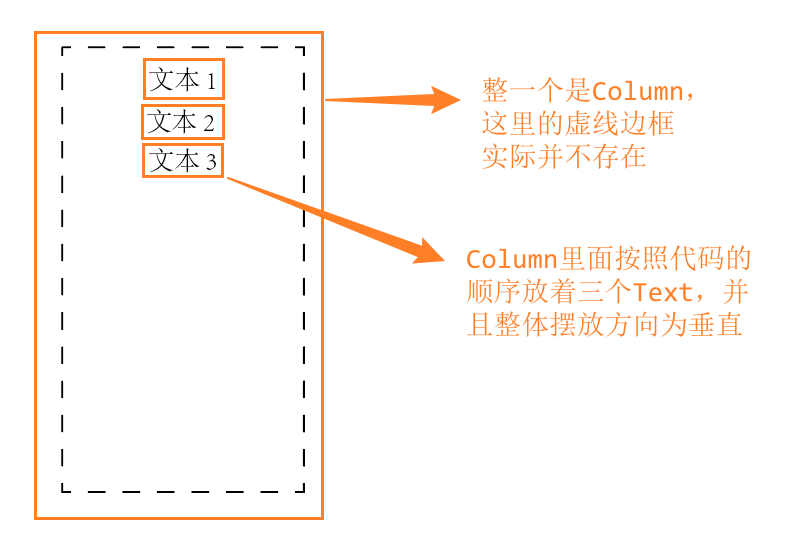 文本 1
文本 2
文本 3
整一个是Column，
这里的虚线边框
实际并不存在
Column里面按照代码的
顺序放着三个Text，并
且整体摆放方向为垂直